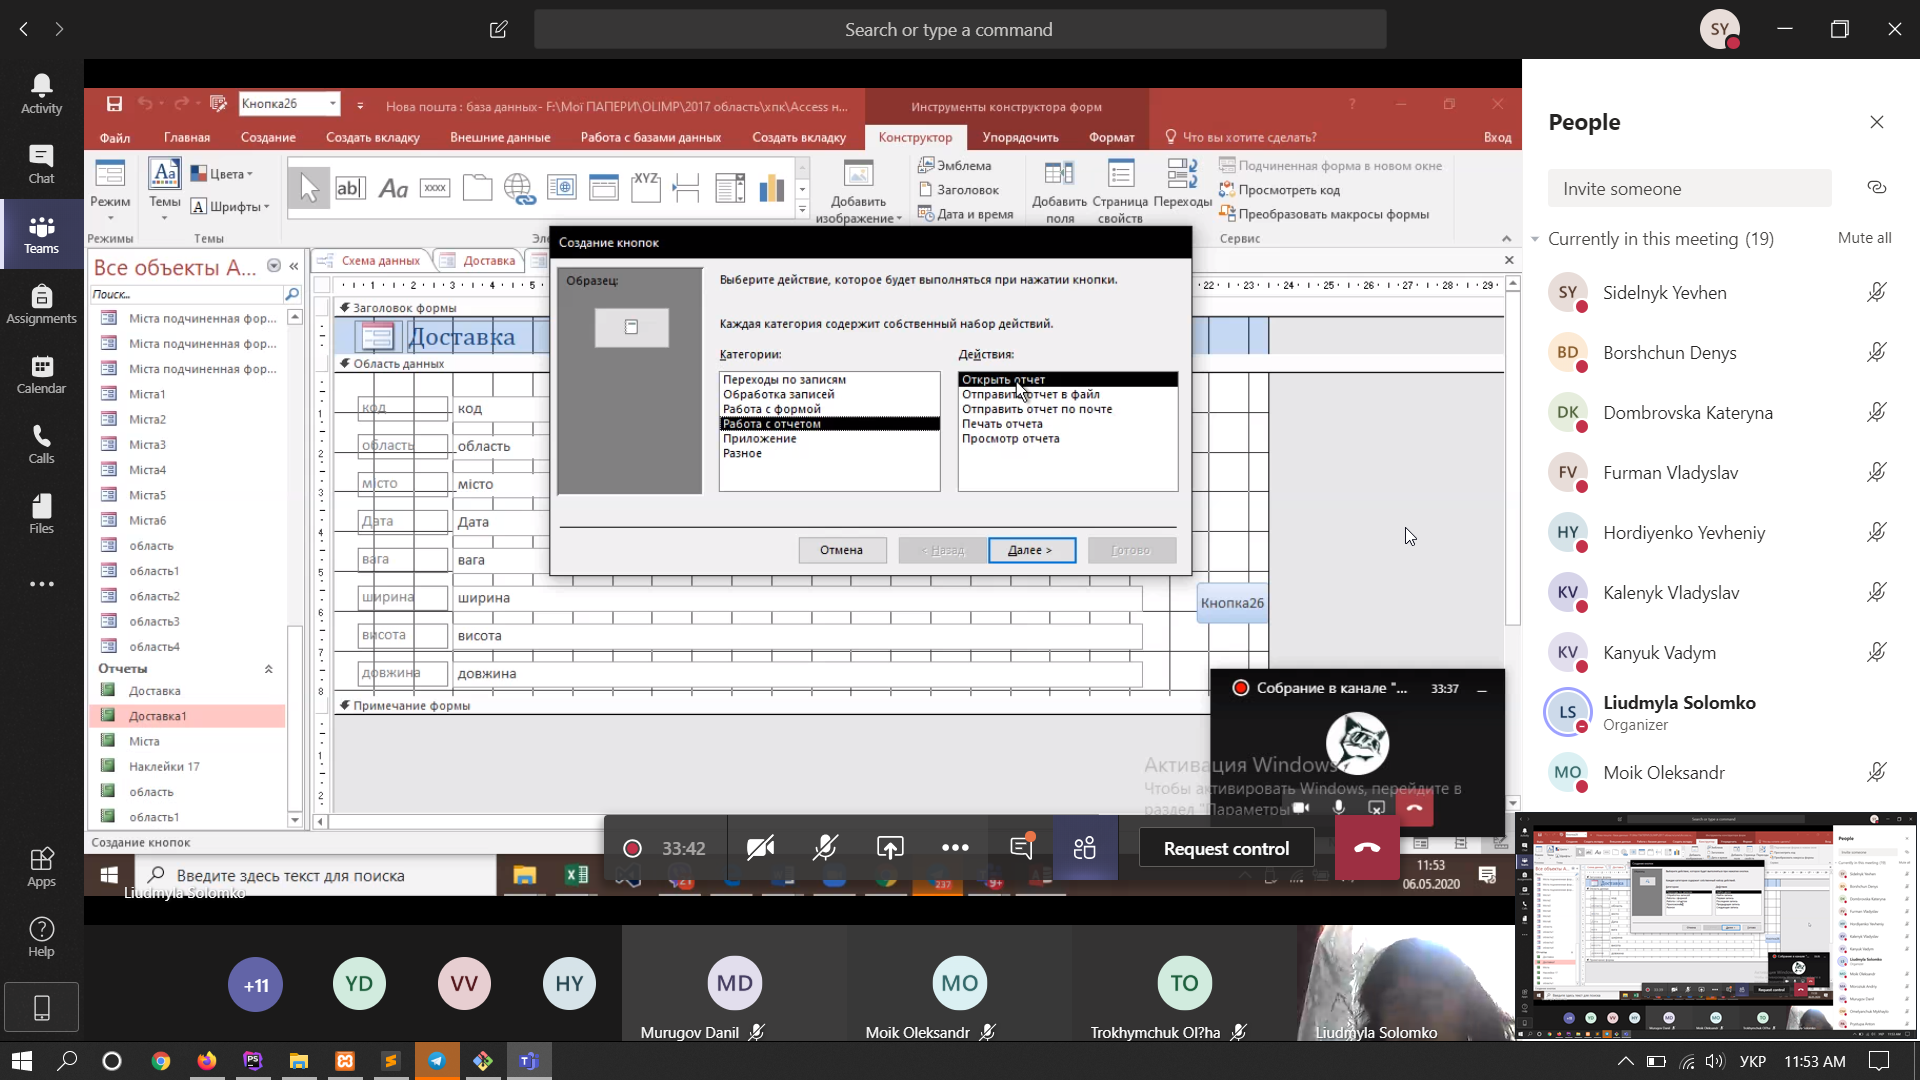 Search or type a command
SY
Activity
Chat
Teams
Assignments
Calendar
Calls
Files
Apps
Help
Кнопка26
Нова пошта : база данных- F:\Мої ПАПЕРИ\OLIMP\2017 область\хпк\Access н...
Инструменты конструктора форм
Файл
Главная
Создание
Создать вкладку
Внешние данные
Работа с базами данных
Создать вкладку
Конструктор
Упорядочить
Формат
Что вы хотите сделать?
Вход
Режим
Режимы
Темы
Цвета
Шрифты
Темы
ab|
Aa
xxxx
XYZ
Добавить
изображение
Эмблема
Заголовок
Дата и время
Добавить
поля
Страница
свойств
Переходы
Подчиненная форма в новом окне
Просмотреть код
Преобразовать макросы формы
Сервис
Все объекты A...
Поиск...
Міста подчиненная фор...
Міста подчиненная фор...
Міста подчиненная фор...
Міста1
Міста2
Міста3
Міста4
Міста5
Міста6
область
область1
область2
область3
область4
Отчеты
Доставка
Доставка1
Міста
Наклейки 17
область
область1
Создание кнопок
Схема данных
Доставка
Заголовок формы
Доставка
Область данных
код код
область область
місто місто
Дата Дата
вага вага
ширина ширина
висота висота
довжина довжина
Примечание формы
Кнопка26
Создание кнопок
Образец:
Выберите действие, которое будет выполняться при нажатии кнопки.
Каждая категория содержит собственный набор действий.
Категории:
Переходы по записям
Обработка записей
Работа с формой
Работа с отчетом
Приложение
Разное
Действия:
Открыть отчет
Отправить отчет в файл
Отправить отчет по почте
Печать отчета
Просмотр отчета
Отмена
< Назад
Далее >
Готово
Собрание в канале "...
33:37
Активация Windows
Чтобы активировать Windows, перейдите в
раздел "Параметры
33:42
Request control
Введите здесь текст для поиска
11:53
06.05.2020
Liudmyla Solomko
People
Invite someone
Currently in this meeting (19)
Mute all
SY Sidelnyk Yevhen
BD Borshchun Denys
DK Dombrovska Kateryna
FV Furman Vladyslav
HY Hordiyenko Yevheniy
KV Kalenyk Vladyslav
KV Kanyuk Vadym
LS Liudmyla Solomko
Organizer
MO Moik Oleksandr
+11
YD
VV
HY
MD
Murugov Danil
MO
Moik Oleksandr
TO
Trokhymchuk Ol?ha
Liudmyla Solomko
УКР
11:53 AM